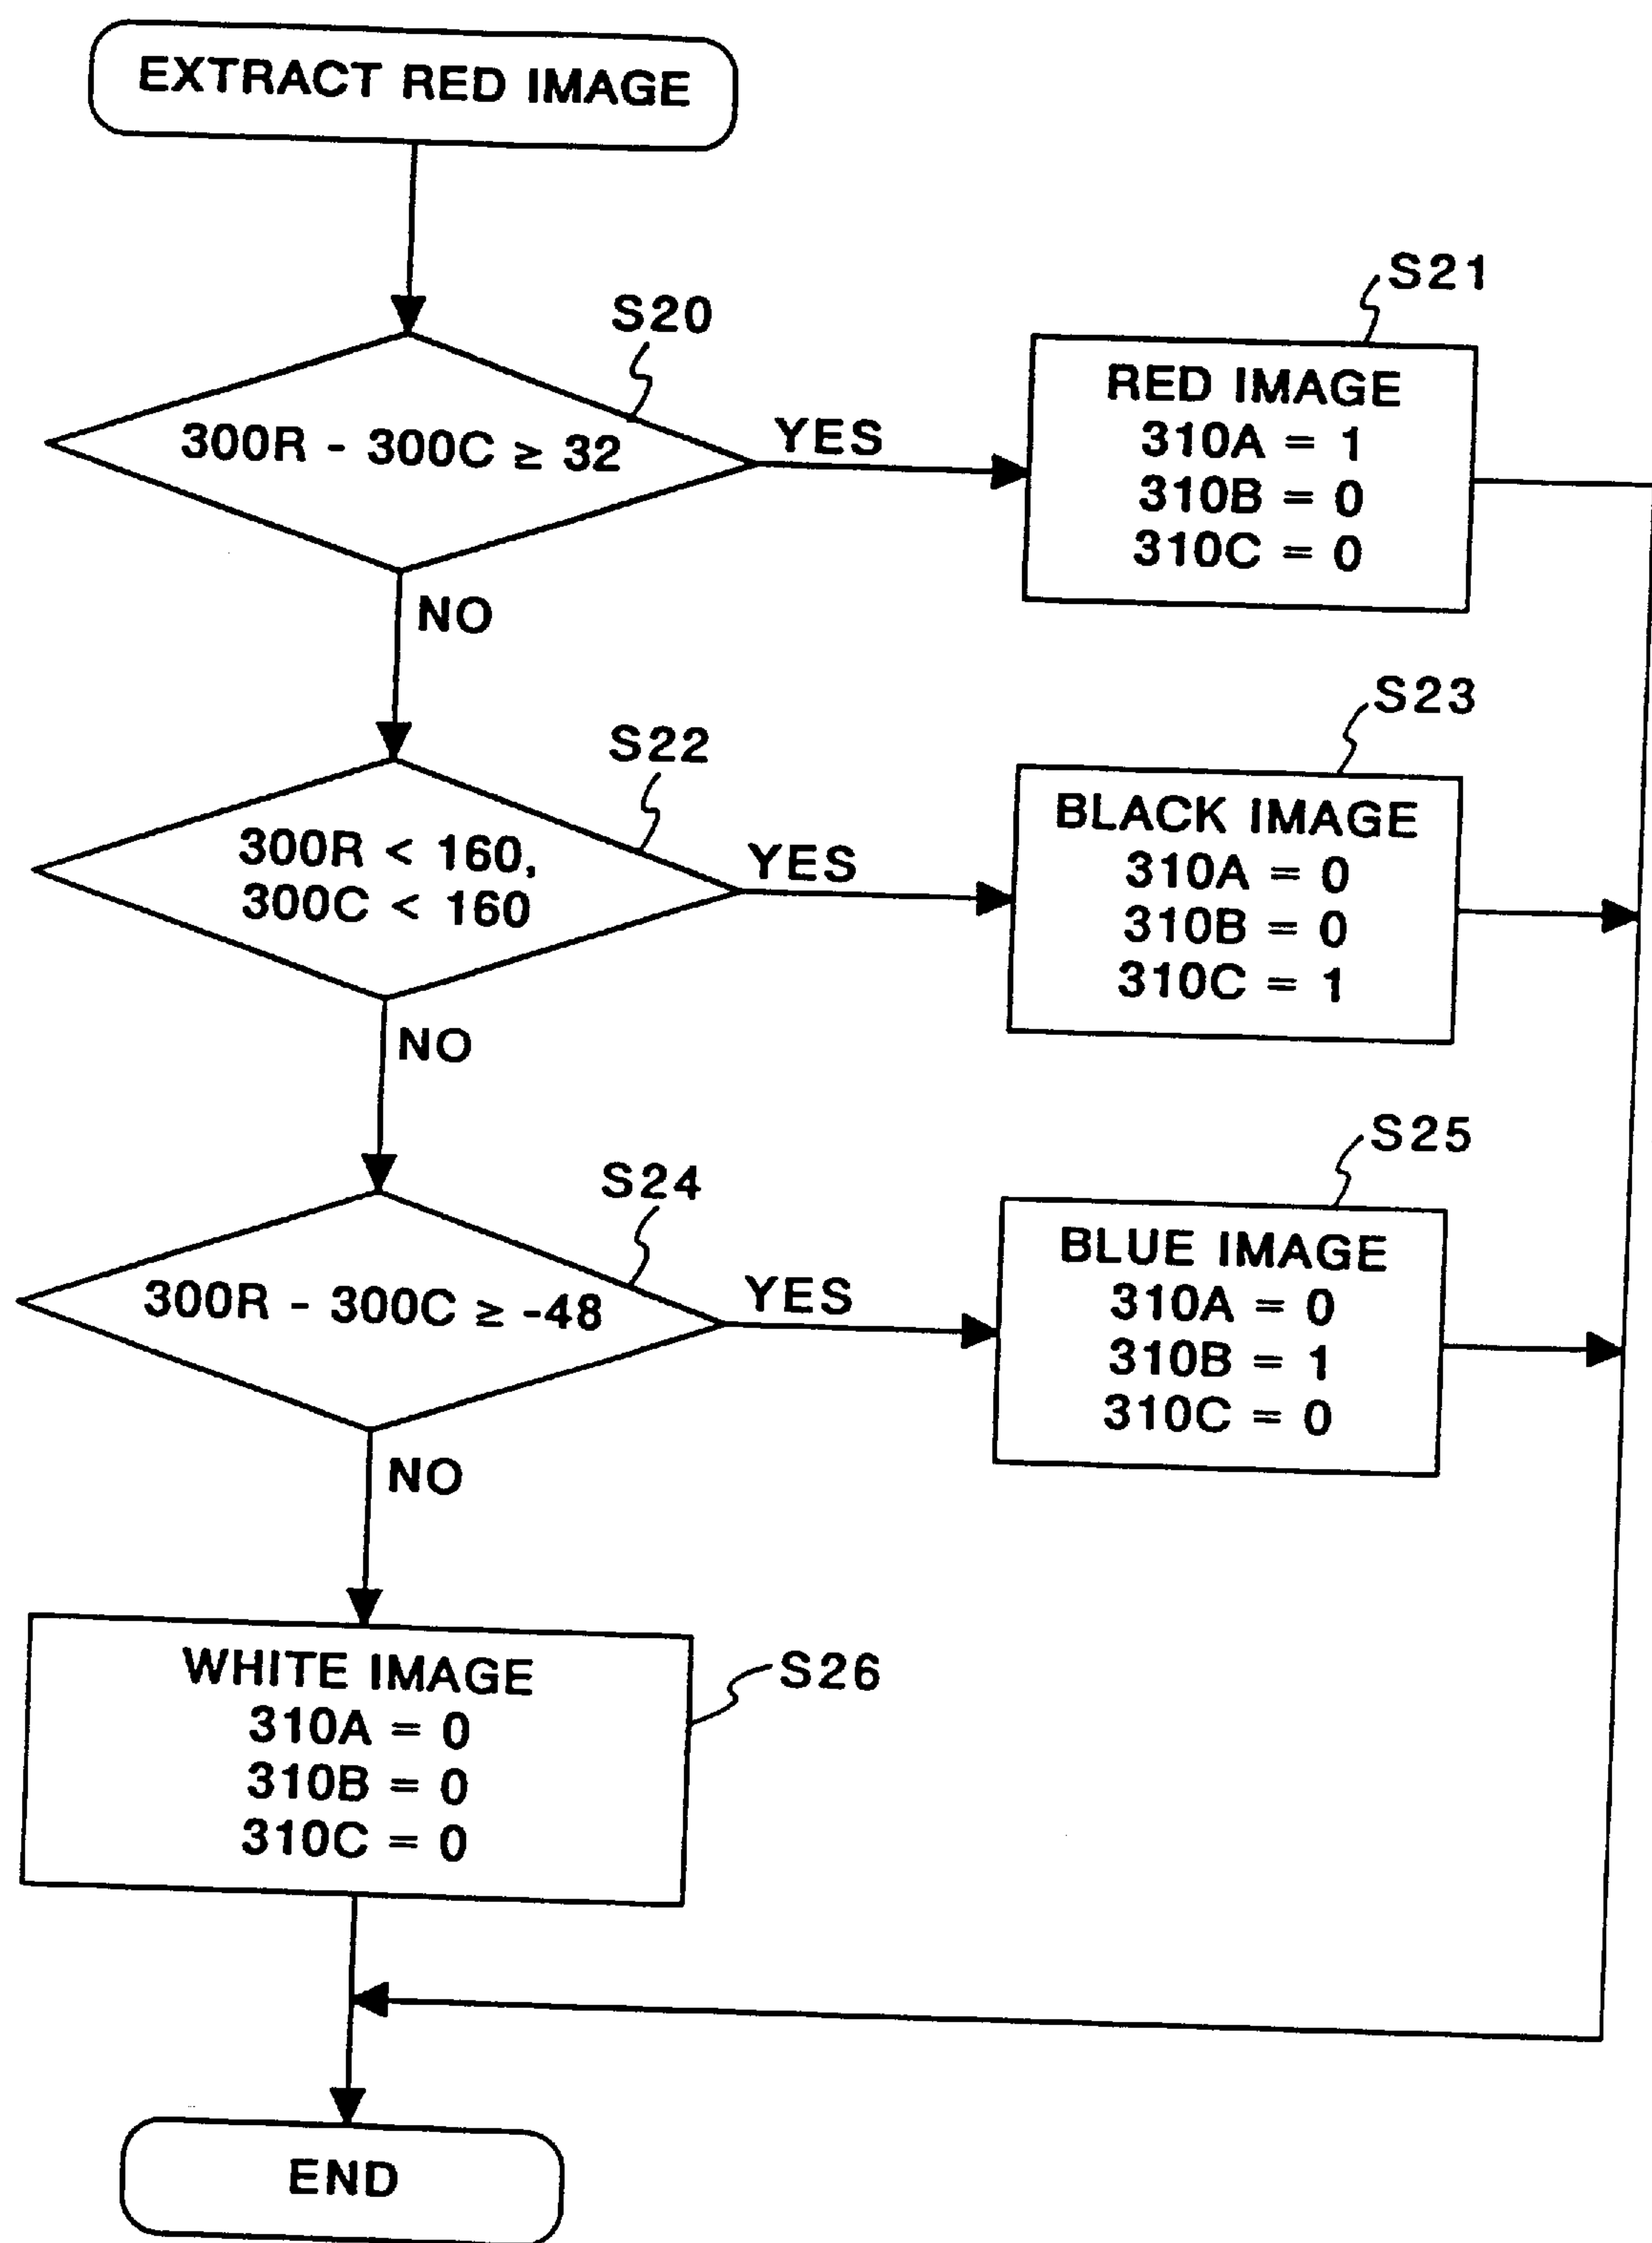 EXTRACT RED IMAGE
S20
300R - 300C ≥ 32
YES
NO
S21
RED IMAGE
310A = 1
310B = 0
310C = 0
S22
300R < 160,
300C < 160
YES
NO
S23
BLACK IMAGE
310A = 0
310B = 0
310C = 1
S24
300R - 300C ≥ -48
YES
NO
S25
BLUE IMAGE
310A = 0
310B = 1
310C = 0
WHITE IMAGE
310A = 0
310B = 0
310C = 0
S26
END